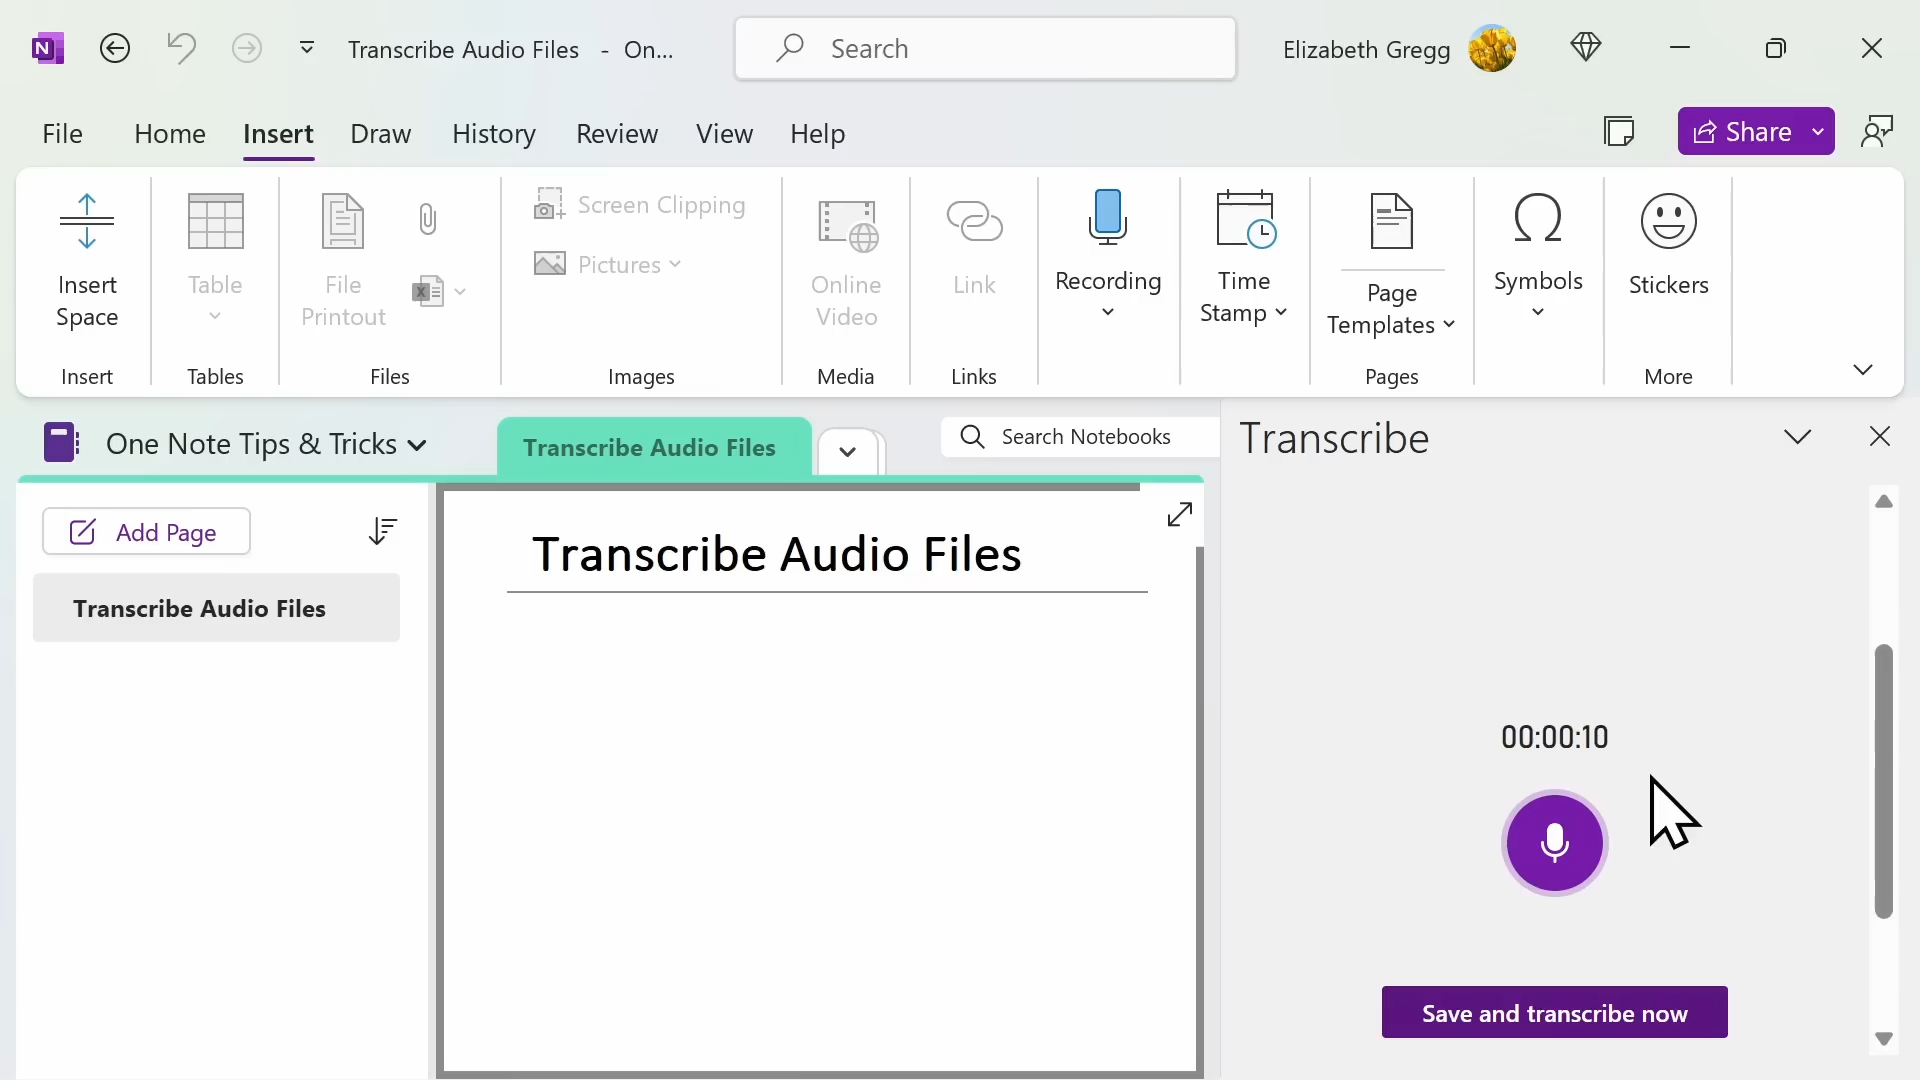 N
Transcribe Audio Files - On...
Search
Elizabeth Gregg
File Home Insert Draw History Review View Help
Share
Insert Space
Table
File Printout
Screen Clipping
Pictures
Online Video
Link
Recording
Time Stamp
Page Templates
Symbols
Stickers
Insert Tables Files Images Media Links Pages More
One Note Tips & Tricks
Transcribe Audio Files
Search Notebooks
Transcribe
Add Page
Transcribe Audio Files
Transcribe Audio Files
00:00:10
Save and transcribe now